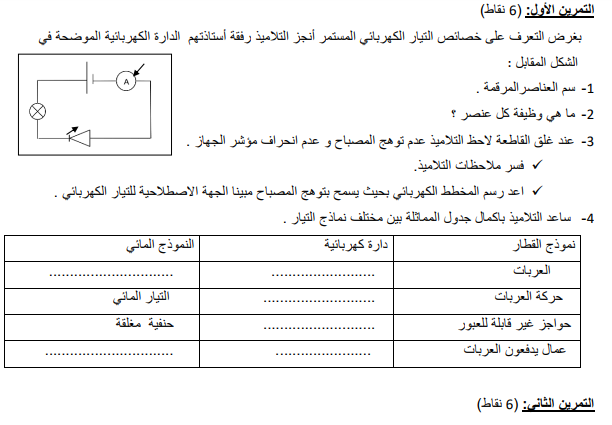 التمرين الأول: (6 نقاط)
بغرض التعرف على خصائص التيار الكهربائي المستمر أنجز التلاميذ رفقة أستاذتهم الدارة الكهربائية الموضحة في
الشكل المقابل :
A
1- سم العناصرالمرقمة .
2- ما هي وظيفة كل عنصر ؟
3- عند غلق القاطعة لاحظ التلاميذ عدم توهج المصباح و عدم انحراف مؤشر الجهاز .
✓ فسر ملاحظات التلاميذ.
✓ اعد رسم المخطط الكهربائي بحيث يسمح بتوهج المصباح مبينا الجهة الاصطلاحية للتيار الكهربائي .
4- ساعد التلاميذ باكمال جدول المماثلة بين مختلف نماذج التيار .
نموذج القطار دارة كهربائية النموذج المائي
العربات ......................... ..............................
حركة العربات ........................... التيار المائي
حواجز غير قابلة للعبور ........................... حنفية مغلقة
عمال يدفعون العربات ....................... ...............................
التمرين الثاني: (6 نقاط)